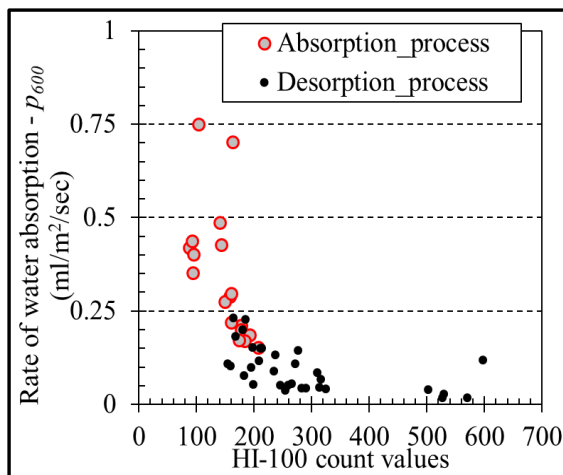 Absorption_process
Desorption_process
1
0.75
0.5
0.25
0
Rate of water absorption - p600
(ml/m²/sec)
0 100 200 300 400 500 600 700
HI-100 count values